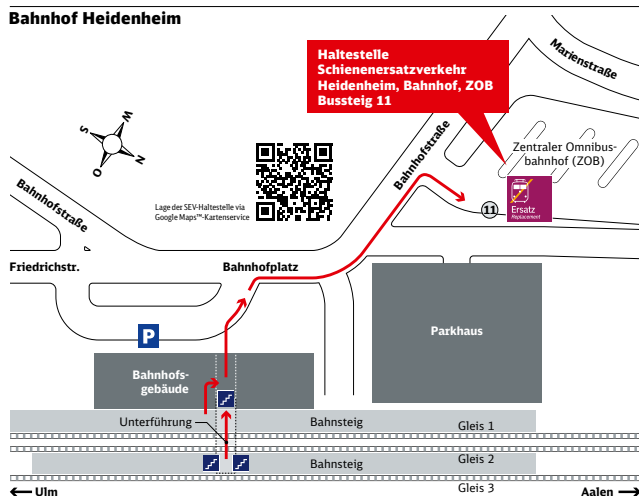 Bahnhof Heidenheim
Haltestelle
Schienenersatzverkehr
Heidenheim, Bahnhof, ZOB
Bussteig 11
Marienstraße
Zentraler Omnibus-
bahnhof (ZOB)
W
S
N
O
Bahnhofstraße
Lage der SEV-Haltestelle via
Google Maps™-Kartenservice
Bahnhofstraße
11
Ersatz
Replacement
Friedrichstr.
Bahnhofplatz
P
Parkhaus
Bahnhofs-
gebäude
Unterführung
Bahnsteig
Gleis 1
Bahnsteig
Gleis 2
Gleis 3
Ulm
Aalen